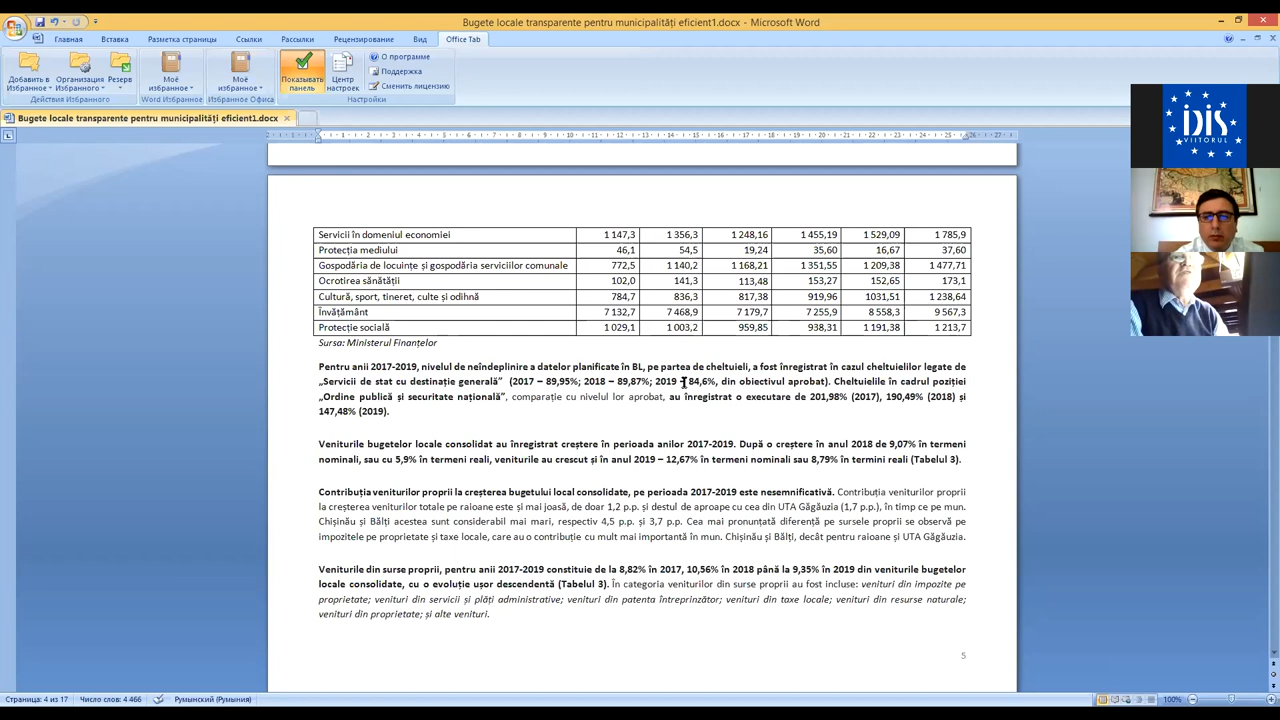 Bugete locale transparente pentru municipalități eficient1.docx - Microsoft Word
Главная Вставка Разметка страницы Ссылки Рассылки Рецензирование Вид Office Tab
Добавить в Избранное Организация Избранного Резерв Моё избранное Моё избранное Показывать панель Центр настроек О программе
Поддержка
Сменить лицензию
Действия Избранного Word Избранное Избранное Офиса Настройки
Bugete locale transparente pentru municipalități eficient1.docx
IDIS
VIITORUL
Servicii în domeniul economiei 1 147,3 1 356,3 1 248,16 1 455,19 1 529,09 1 785,9
Protecția mediului 46,1 54,5 19,24 35,60 16,67 37,60
Gospodăria de locuințe și gospodăria serviciilor comunale 772,5 1 140,2 1 168,21 1 351,55 1 209,38 1 477,71
Ocrotirea sănătății 102,0 141,3 113,48 153,27 152,65 173,1
Cultură, sport, tineret, culte și odihnă 784,7 836,3 817,38 919,96 1031,51 1 238,64
Învățământ 7 132,7 7 468,9 7 179,7 7 255,9 8 558,3 9 567,3
Protecție socială 1 029,1 1 003,2 959,85 938,31 1 191,38 1 213,7
Sursa: Ministerul Finanțelor
Pentru anii 2017-2019, nivelul de neîndeplinire a datelor planificate în BL, pe partea de cheltuieli, a fost înregistrat în cazul cheltuielilor legate de
„Servicii de stat cu destinație generală” (2017 – 89,95%; 2018 – 89,87%; 2019 – 84,6%, din obiectivul aprobat). Cheltuielile în cadrul poziției
„Ordine publică și securitate națională”, comparație cu nivelul lor aprobat, au înregistrat o executare de 201,98% (2017), 190,49% (2018) și
147,48% (2019).
Veniturile bugetelor locale consolidat au înregistrat creștere în perioada anilor 2017-2019. După o creștere în anul 2018 de 9,07% în termeni
nominali, sau cu 5,9% în termeni reali, veniturile au crescut și în anul 2019 – 12,67% în termeni nominali sau 8,79% în termini reali (Tabelul 3).
Contribuția veniturilor proprii la creșterea bugetului local consolidate, pe perioada 2017-2019 este nesemnificativă. Contribuția veniturilor proprii
la creșterea veniturilor totale pe raioane este și mai joasă, de doar 1,2 p.p. și destul de aproape cu cea din UTA Găgăuzia (1,7 p.p.), în timp ce pe mun.
Chișinău și Bălți acestea sunt considerabil mai mari, respectiv 4,5 p.p. și 3,7 p.p. Cea mai pronunțată diferență pe sursele proprii se observă pe
impozitele pe proprietate și taxe locale, care au o contribuție cu mult mai importantă în mun. Chișinău și Bălți, decât pentru raioane și UTA Găgăuzia.
Veniturile din surse proprii, pentru anii 2017-2019 constituie de la 8,82% în 2017, 10,56% în 2018 până la 9,35% în 2019 din veniturile bugetelor
locale consolidate, cu o evoluție ușor descendentă (Tabelul 3). În categoria veniturilor din surse proprii au fost incluse: venituri din impozite pe
proprietate; venituri din servicii și plăți administrative; venituri din patenta întreprinzător; venituri din taxe locale; venituri din resurse naturale;
venituri din proprietate; și alte venituri.
5
Страница: 4 из 17 Число слов: 4 466 Румынский (Румыния) 100%